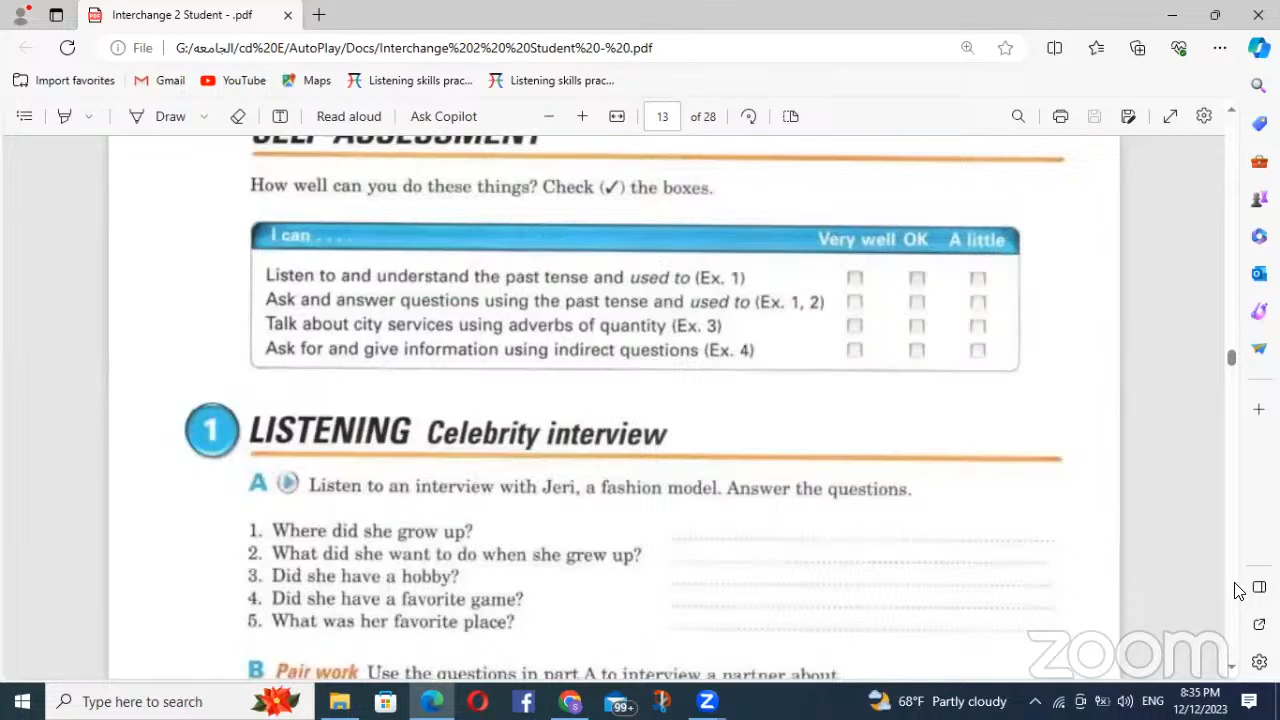 Interchange 2 Student - .pdf
File
G:/الجامعه/cd%20E/AutoPlay/Docs/Interchange%202%20%20Student%20-%20.pdf
Import favorites
Gmail
YouTube
Maps
Listening skills prac...
Listening skills prac...
Draw
Read aloud
Ask Copilot
13
of 28
SELF-ASSESSMENT
How well can you do these things? Check (✓) the boxes.
I can . . . .
Very well OK A little
Listen to and understand the past tense and used to (Ex. 1)
Ask and answer questions using the past tense and used to (Ex. 1, 2)
Talk about city services using adverbs of quantity (Ex. 3)
Ask for and give information using indirect questions (Ex. 4)
1 LISTENING Celebrity interview
A Listen to an interview with Jeri, a fashion model. Answer the questions.
1. Where did she grow up?
2. What did she want to do when she grew up?
3. Did she have a hobby?
4. Did she have a favorite game?
5. What was her favorite place?
B Pair work Use the questions in part A to interview a partner about
zoom
Type here to search
99+
68°F Partly cloudy
ENG
8:35 PM
12/12/2023